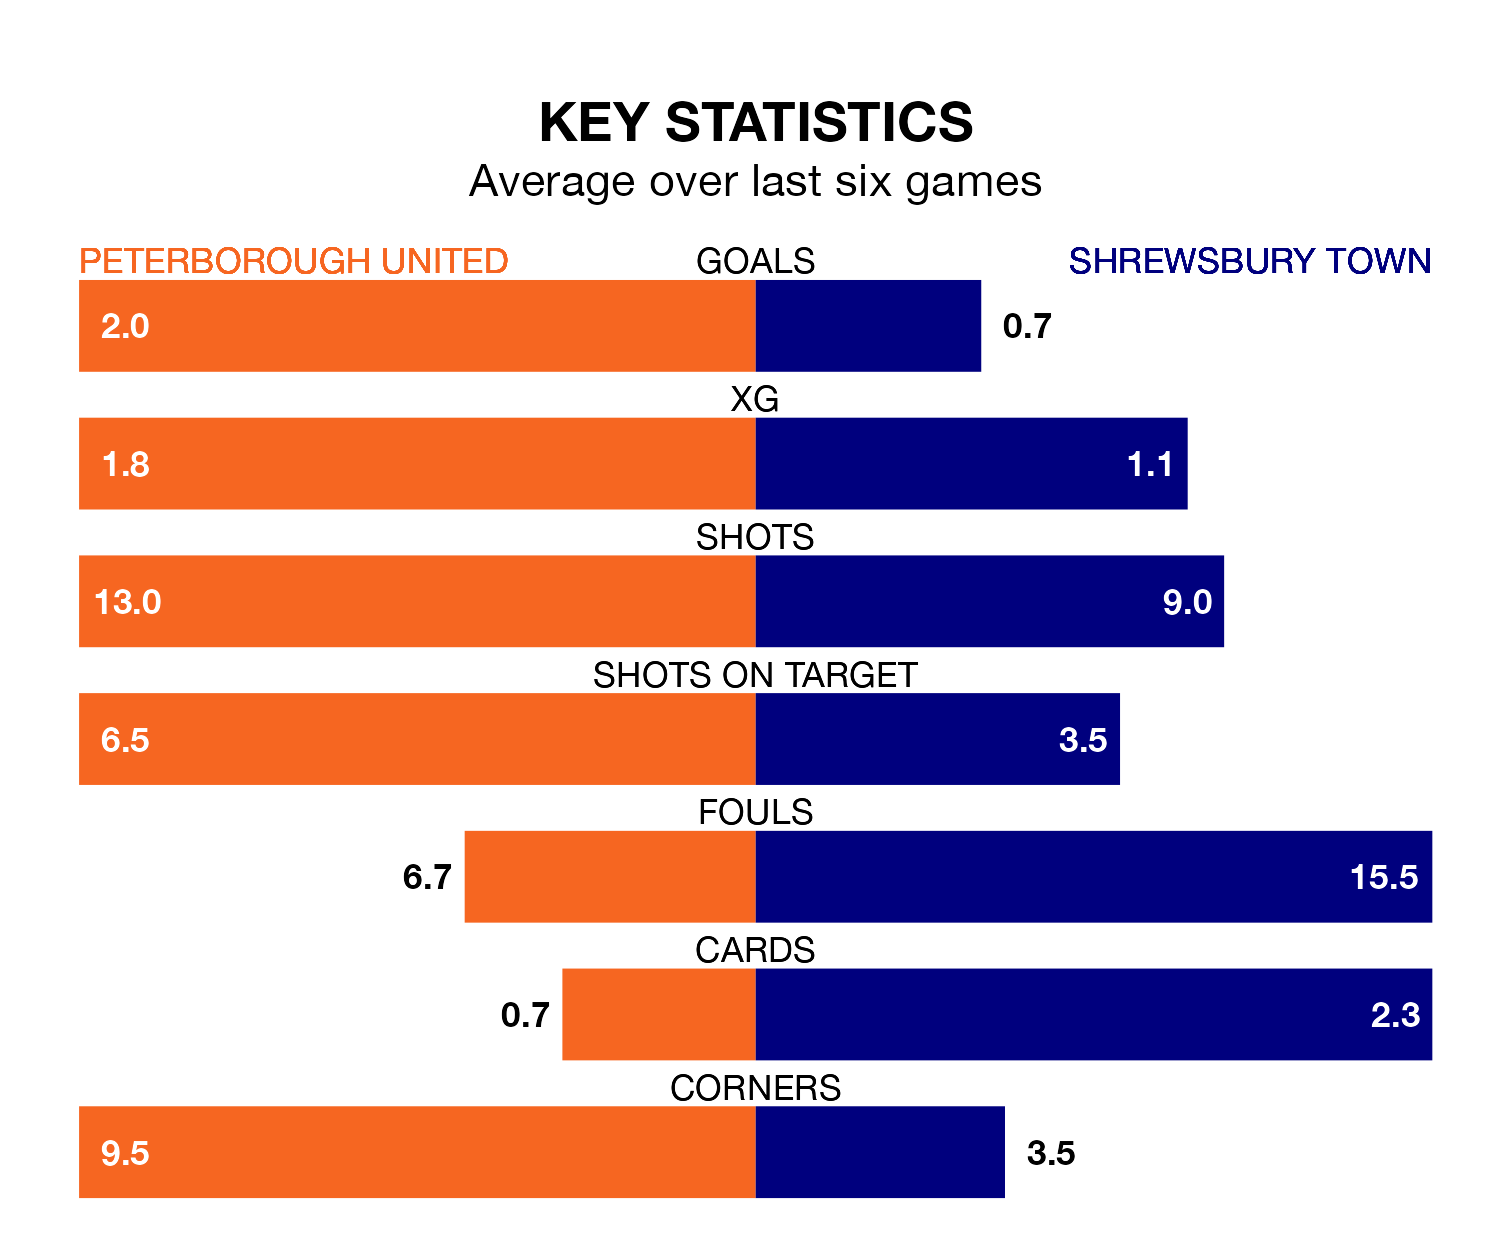 KEY STATISTICS
Average over last six games
PETERBOROUGH UNITED GOALS SHREWSBURY TOWN
2.0 0.7
XG
1.8 1.1
SHOTS
13.0 9.0
SHOTS ON TARGET
6.5 3.5
FOULS
6.7 15.5
CARDS
0.7 2.3
CORNERS
9.5 3.5